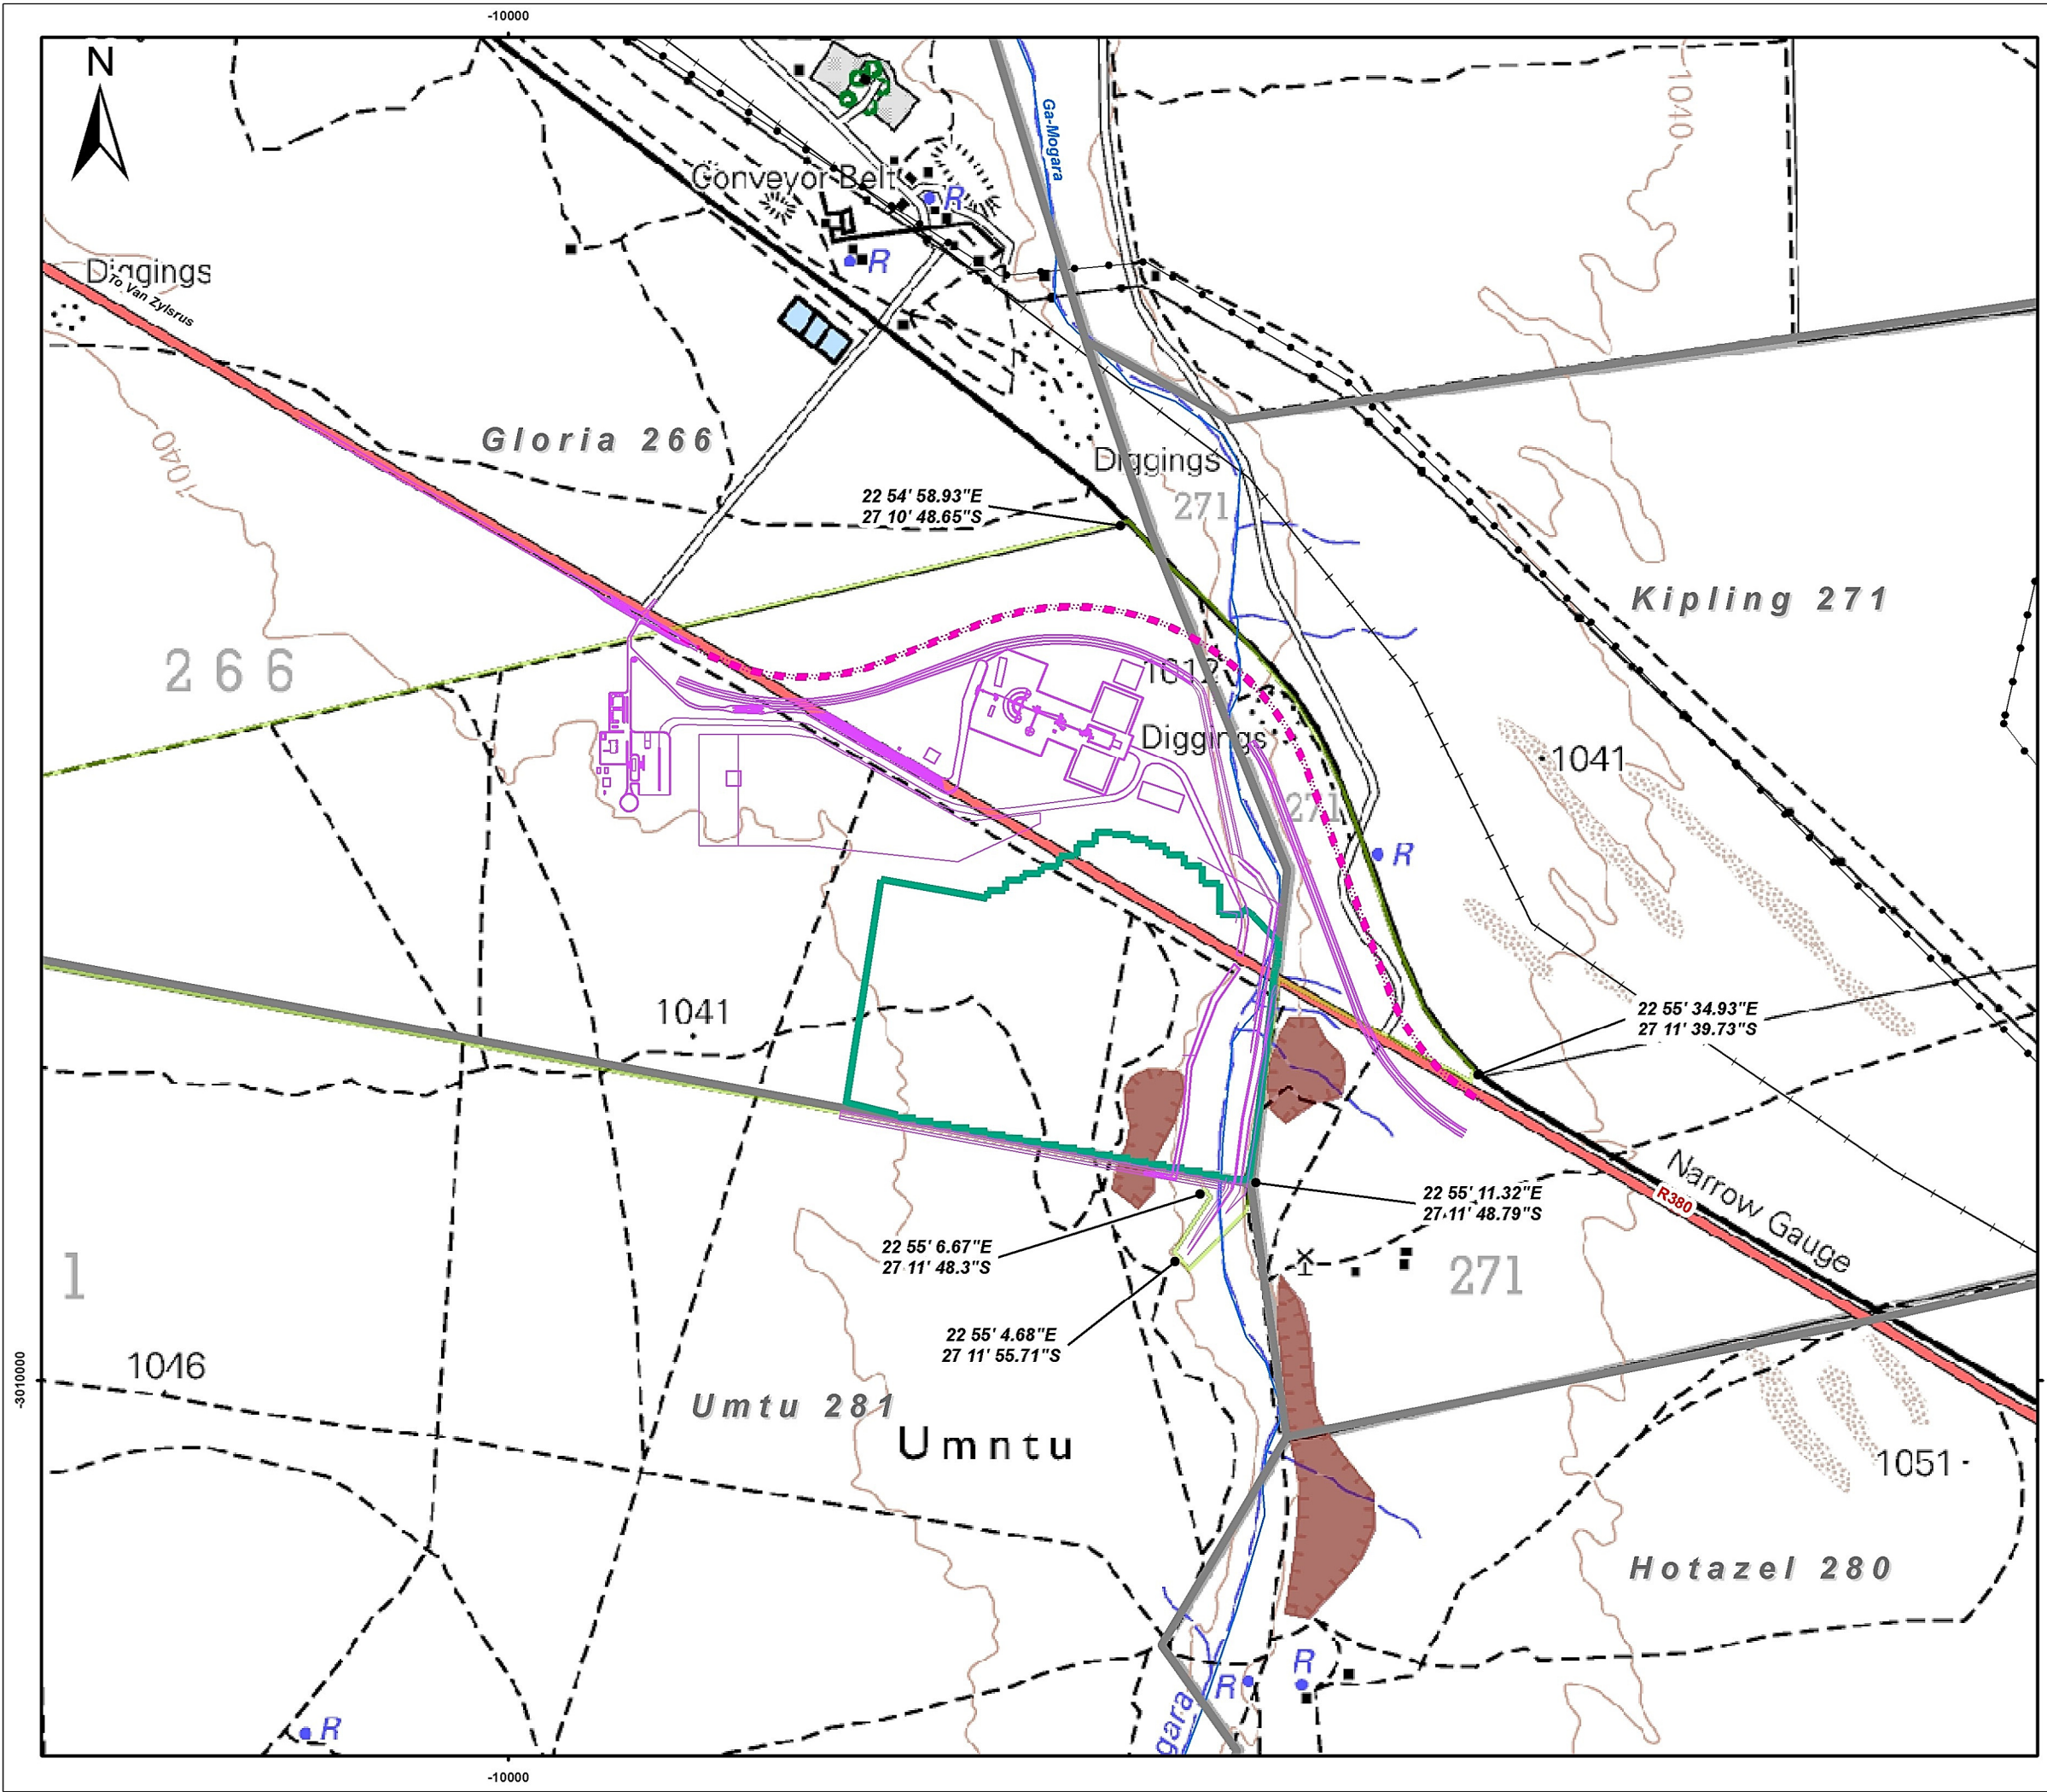 -10000
N
Ga-Mogara
1040
Conveyor Belt
R
R
Diggings
To Van Zylsrus
Gloria 266
1040
Diggings
271
22 54' 58.93"E
27 10' 48.65"S
Kipling 271
266
1012
Diggings
1041
271
R
22 55' 34.93"E
27 11' 39.73"S
1041
Narrow Gauge
R380
22 55' 11.32"E
27 11' 48.79"S
22 55' 6.67"E
27 11' 48.3"S
271
1
22 55' 4.68"E
27 11' 55.71"S
1046
-3010000
Umtu 281
Umntu
1051
Hotazel 280
R
R
gara
R
-10000